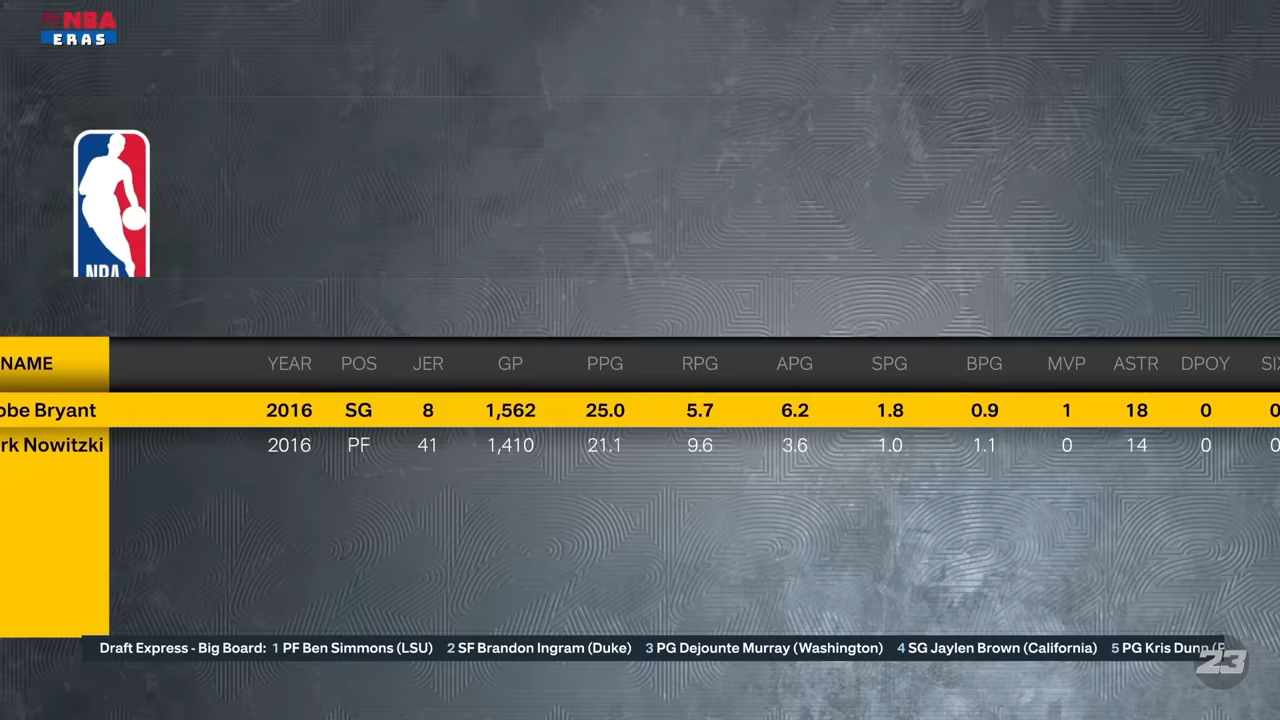 MyNBA
ERAS
NBA
NAME YEAR POS JER GP PPG RPG APG SPG BPG MVP ASTR DPOY SIX
obe Bryant 2016 SG 8 1,562 25.0 5.7 6.2 1.8 0.9 1 18 0 0
rk Nowitzki 2016 PF 41 1,410 21.1 9.6 3.6 1.0 1.1 0 14 0 0
Draft Express - Big Board: 1 PF Ben Simmons (LSU) 2 SF Brandon Ingram (Duke) 3 PG Dejounte Murray (Washington) 4 SG Jaylen Brown (California) 5 PG Kris Dunn
23